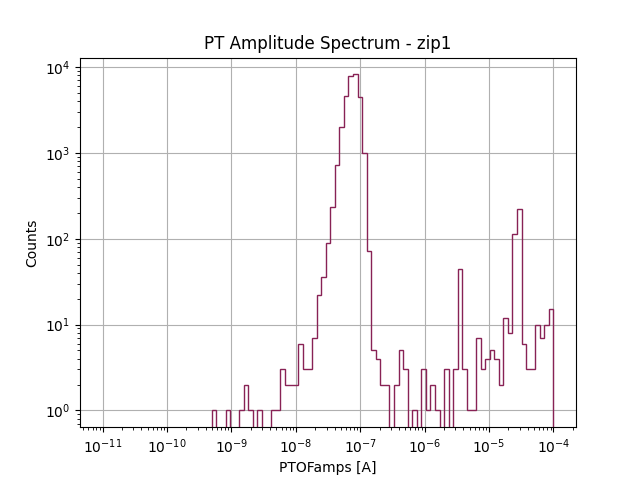 PT Amplitude Spectrum - zip1
10⁴
10³
10²
10¹
10⁰
Counts
10⁻¹¹ 10⁻¹⁰ 10⁻⁹ 10⁻⁸ 10⁻⁷ 10⁻⁶ 10⁻⁵ 10⁻⁴
PTOFamps [A]